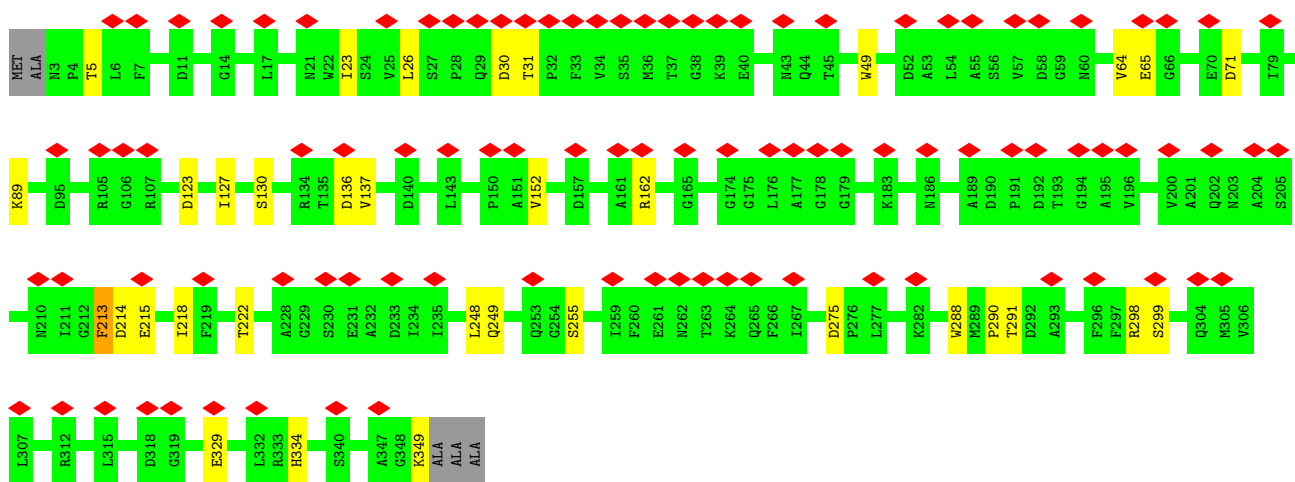 MET ALA N3 P4 T5 L6 F7 D11 G14 L17 N21 W22 I23 S24 V25 L26 S27 P28 Q29 D30 T31 P32 F33 V34 S35 M36 T37 G38 K39 E40 N43 Q44 T45 W49 D52 A53 L54 A55 S56 V57 D58 G59 N60 V64 E65 G66 E70 D71 I79
K89 D95 R105 G106 R107 D123 I127 S130 R134 T135 D136 V137 D140 L143 P150 A151 V152 D157 A161 R162 G165 G174 G175 L176 A177 G178 G179 K183 N186 A189 D190 P191 D192 T193 G194 A195 V196 V200 A201 Q202 N203 A204 S205
N210 I211 G212 F213 D214 E215 I218 F219 T222 A228 G229 S230 E231 A232 D233 I234 I235 L248 Q249 Q253 G254 S255 I259 F260 E261 N262 T263 K264 Q265 F266 I267 D275 P276 L277 K282 W288 M289 P290 T291 D292 A293 F296 F297 R298 S299 Q304 M305 V306
L307 R312 L315 D318 G319 E329 L332 R333 H334 S340 A347 G348 K349 ALA ALA ALA